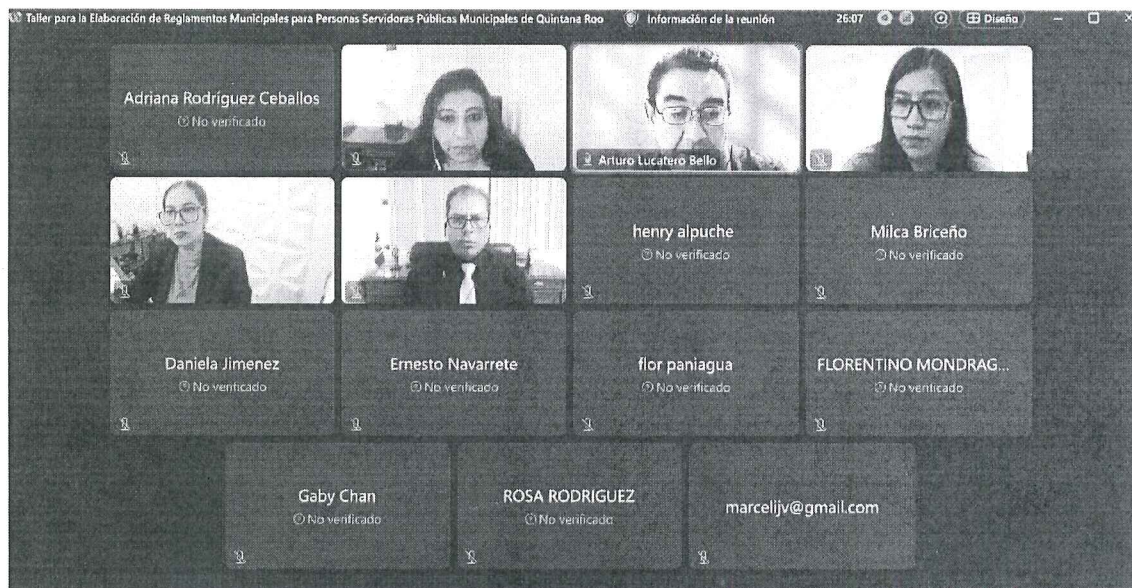 Taller para la Elaboración de Reglamentos Municipales para Personas Servidoras Públicas Municipales de Quintana Roo
Información de la reunión
26:07
Diseño
Adriana Rodríguez Ceballos
No verificado
Arturo Lucatero Bello
henry alpuche
No verificado
Milca Briceño
No verificado
Daniela Jimenez
No verificado
Ernesto Navarrete
No verificado
flor paniagua
No verificado
FLORENTINO MONDRAG...
No verificado
Gaby Chan
No verificado
ROSA RODRIGUEZ
No verificado
marcelijv@gmail.com